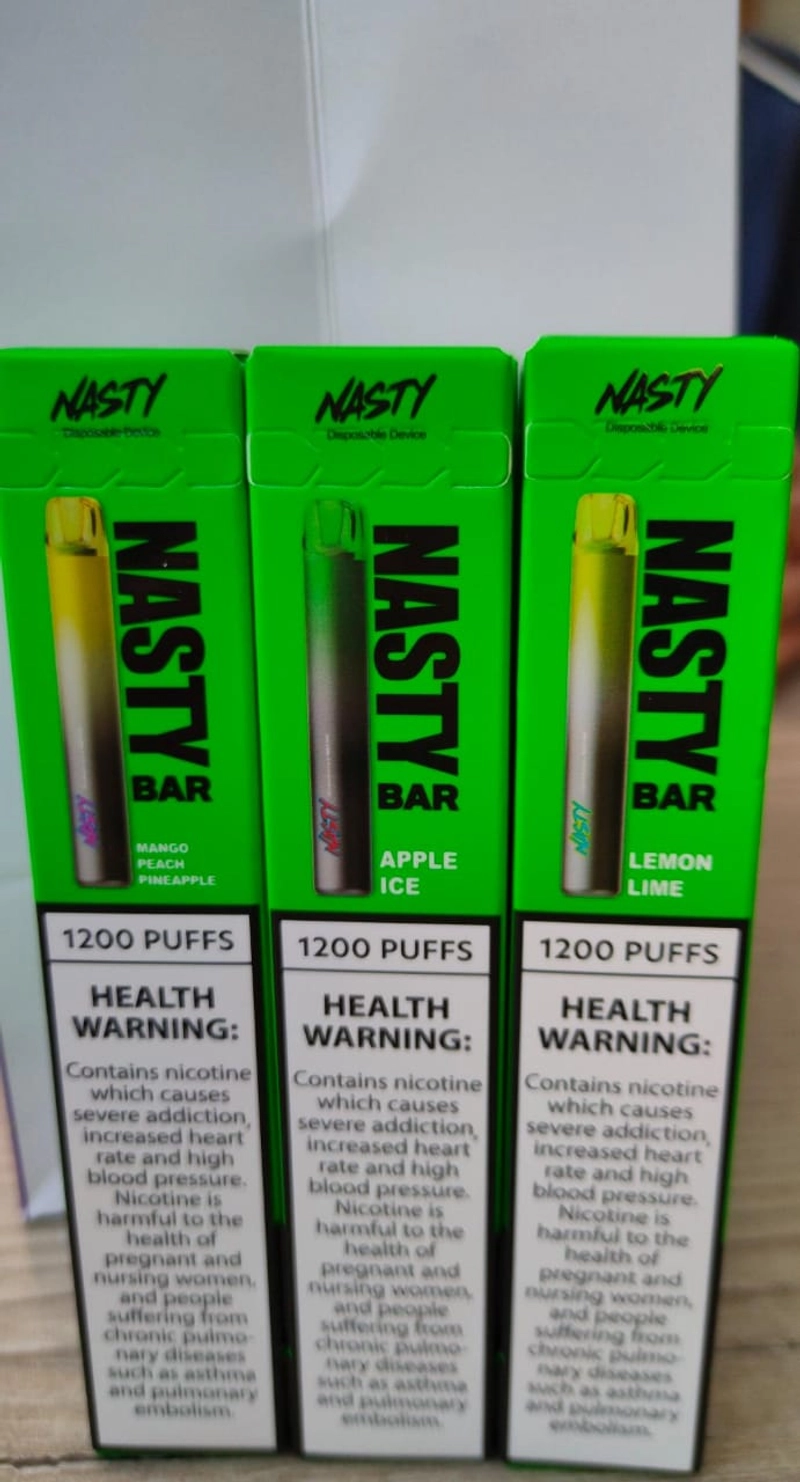 NASTY
Disposable Device
NASTY
BAR
NASTY
MANGO
PEACH
PINEAPPLE
1200 PUFFS
HEALTH
WARNING:
Contains nicotine
which causes
severe addiction,
increased heart
rate and high
blood pressure.
Nicotine is
harmful to the
health of
pregnant and
nursing women,
and people
suffering from
chronic pulmo-
nary diseases
such as asthma
and pulmonary
embolism.
NASTY
Disposable Device
NASTY
BAR
NASTY
APPLE
ICE
1200 PUFFS
HEALTH
WARNING:
Contains nicotine
which causes
severe addiction,
increased heart
rate and high
blood pressure.
Nicotine is
harmful to the
health of
pregnant and
nursing women,
and people
suffering from
chronic pulmo-
nary diseases
such as asthma
and pulmonary
embolism.
NASTY
Disposable Device
NASTY
BAR
NASTY
LEMON
LIME
1200 PUFFS
HEALTH
WARNING:
Contains nicotine
which causes
severe addiction,
increased heart
rate and high
blood pressure.
Nicotine is
harmful to the
health of
pregnant and
nursing women,
and people
suffering from
chronic pulmo-
nary diseases
such as asthma
and pulmonary
embolism.